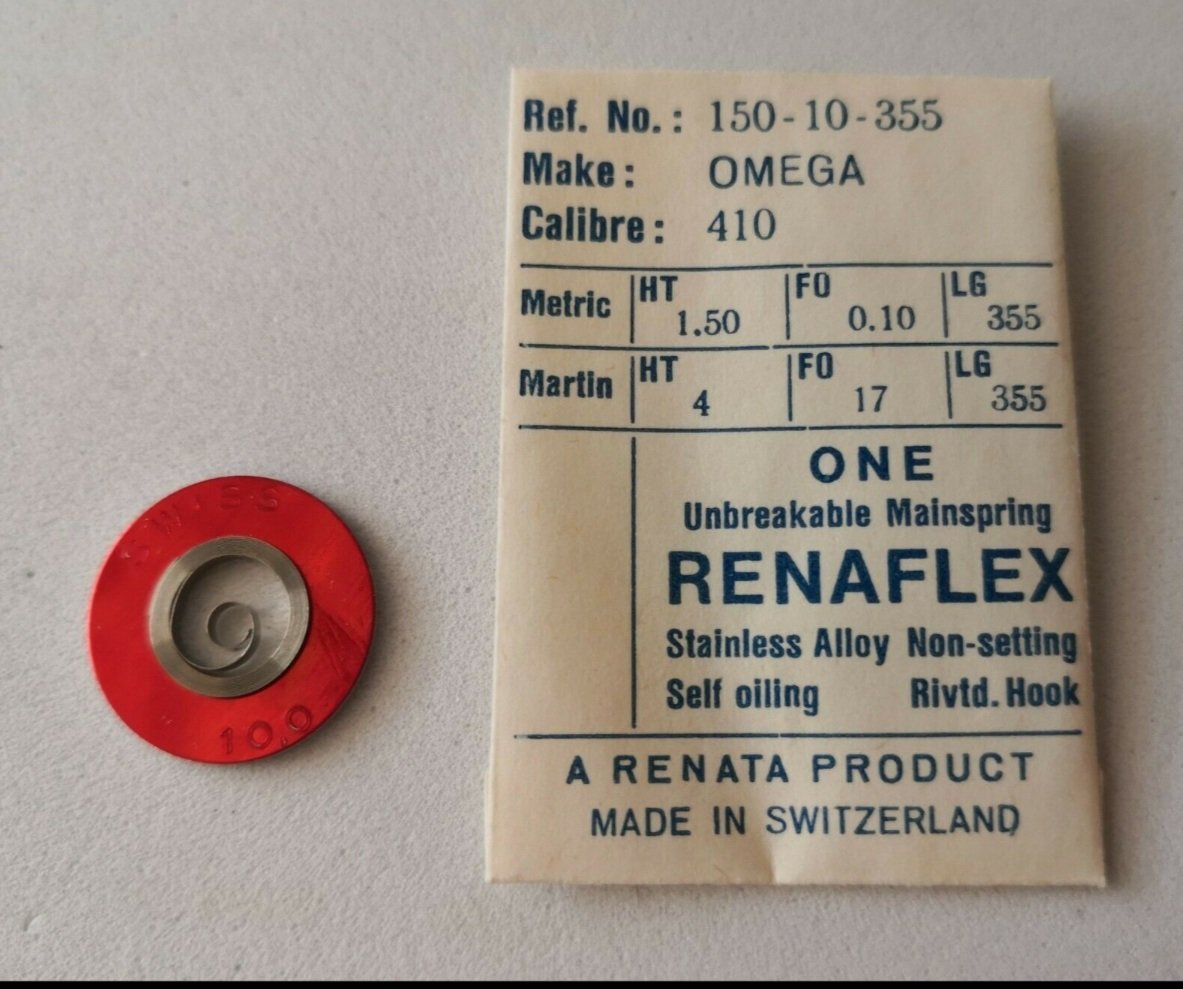 Ref. No.: 150-10-355
Make: OMEGA
Calibre: 410
Metric HT 1.50 FO 0.10 LG 355
Martin HT 4 FO 17 LG 355
ONE
Unbreakable Mainspring
RENAFLEX
Stainless Alloy Non-setting
Self oiling Rivtd. Hook
A RENATA PRODUCT
MADE IN SWITZERLAND
SWISS
10,0